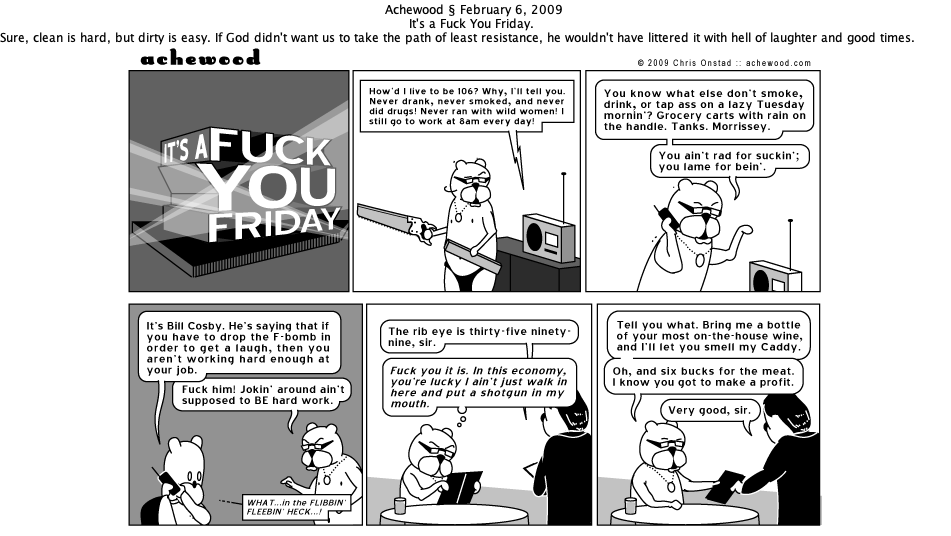 Achewood § February 6, 2009
It's a Fuck You Friday.
Sure, clean is hard, but dirty is easy. If God didn't want us to take the path of least resistance, he wouldn't have littered it with hell of laughter and good times.
achewood
© 2009 Chris Onstad :: achewood.com
IT'S A FUCK
YOU
FRIDAY
How'd I live to be 106? Why, I'll tell you.
Never drank, never smoked, and never
did drugs! Never ran with wild women! I
still go to work at 8am every day!
You know what else don't smoke,
drink, or tap ass on a lazy Tuesday
mornin'? Grocery carts with rain on
the handle. Tanks. Morrissey.
You ain't rad for suckin';
you lame for bein'.
It's Bill Cosby. He's saying that if
you have to drop the F-bomb in
order to get a laugh, then you
aren't working hard enough at
your job.
Fuck him! Jokin' around ain't
supposed to BE hard work.
WHAT...in the FLIBBIN'
FLEEBIN' HECK...!
The rib eye is thirty-five ninety-
nine, sir.
Fuck you it is. In this economy,
you're lucky I ain't just walk in
here and put a shotgun in my
mouth.
Tell you what. Bring me a bottle
of your most on-the-house wine,
and I'll let you smell my Caddy.
Oh, and six bucks for the meat.
I know you got to make a profit.
Very good, sir.